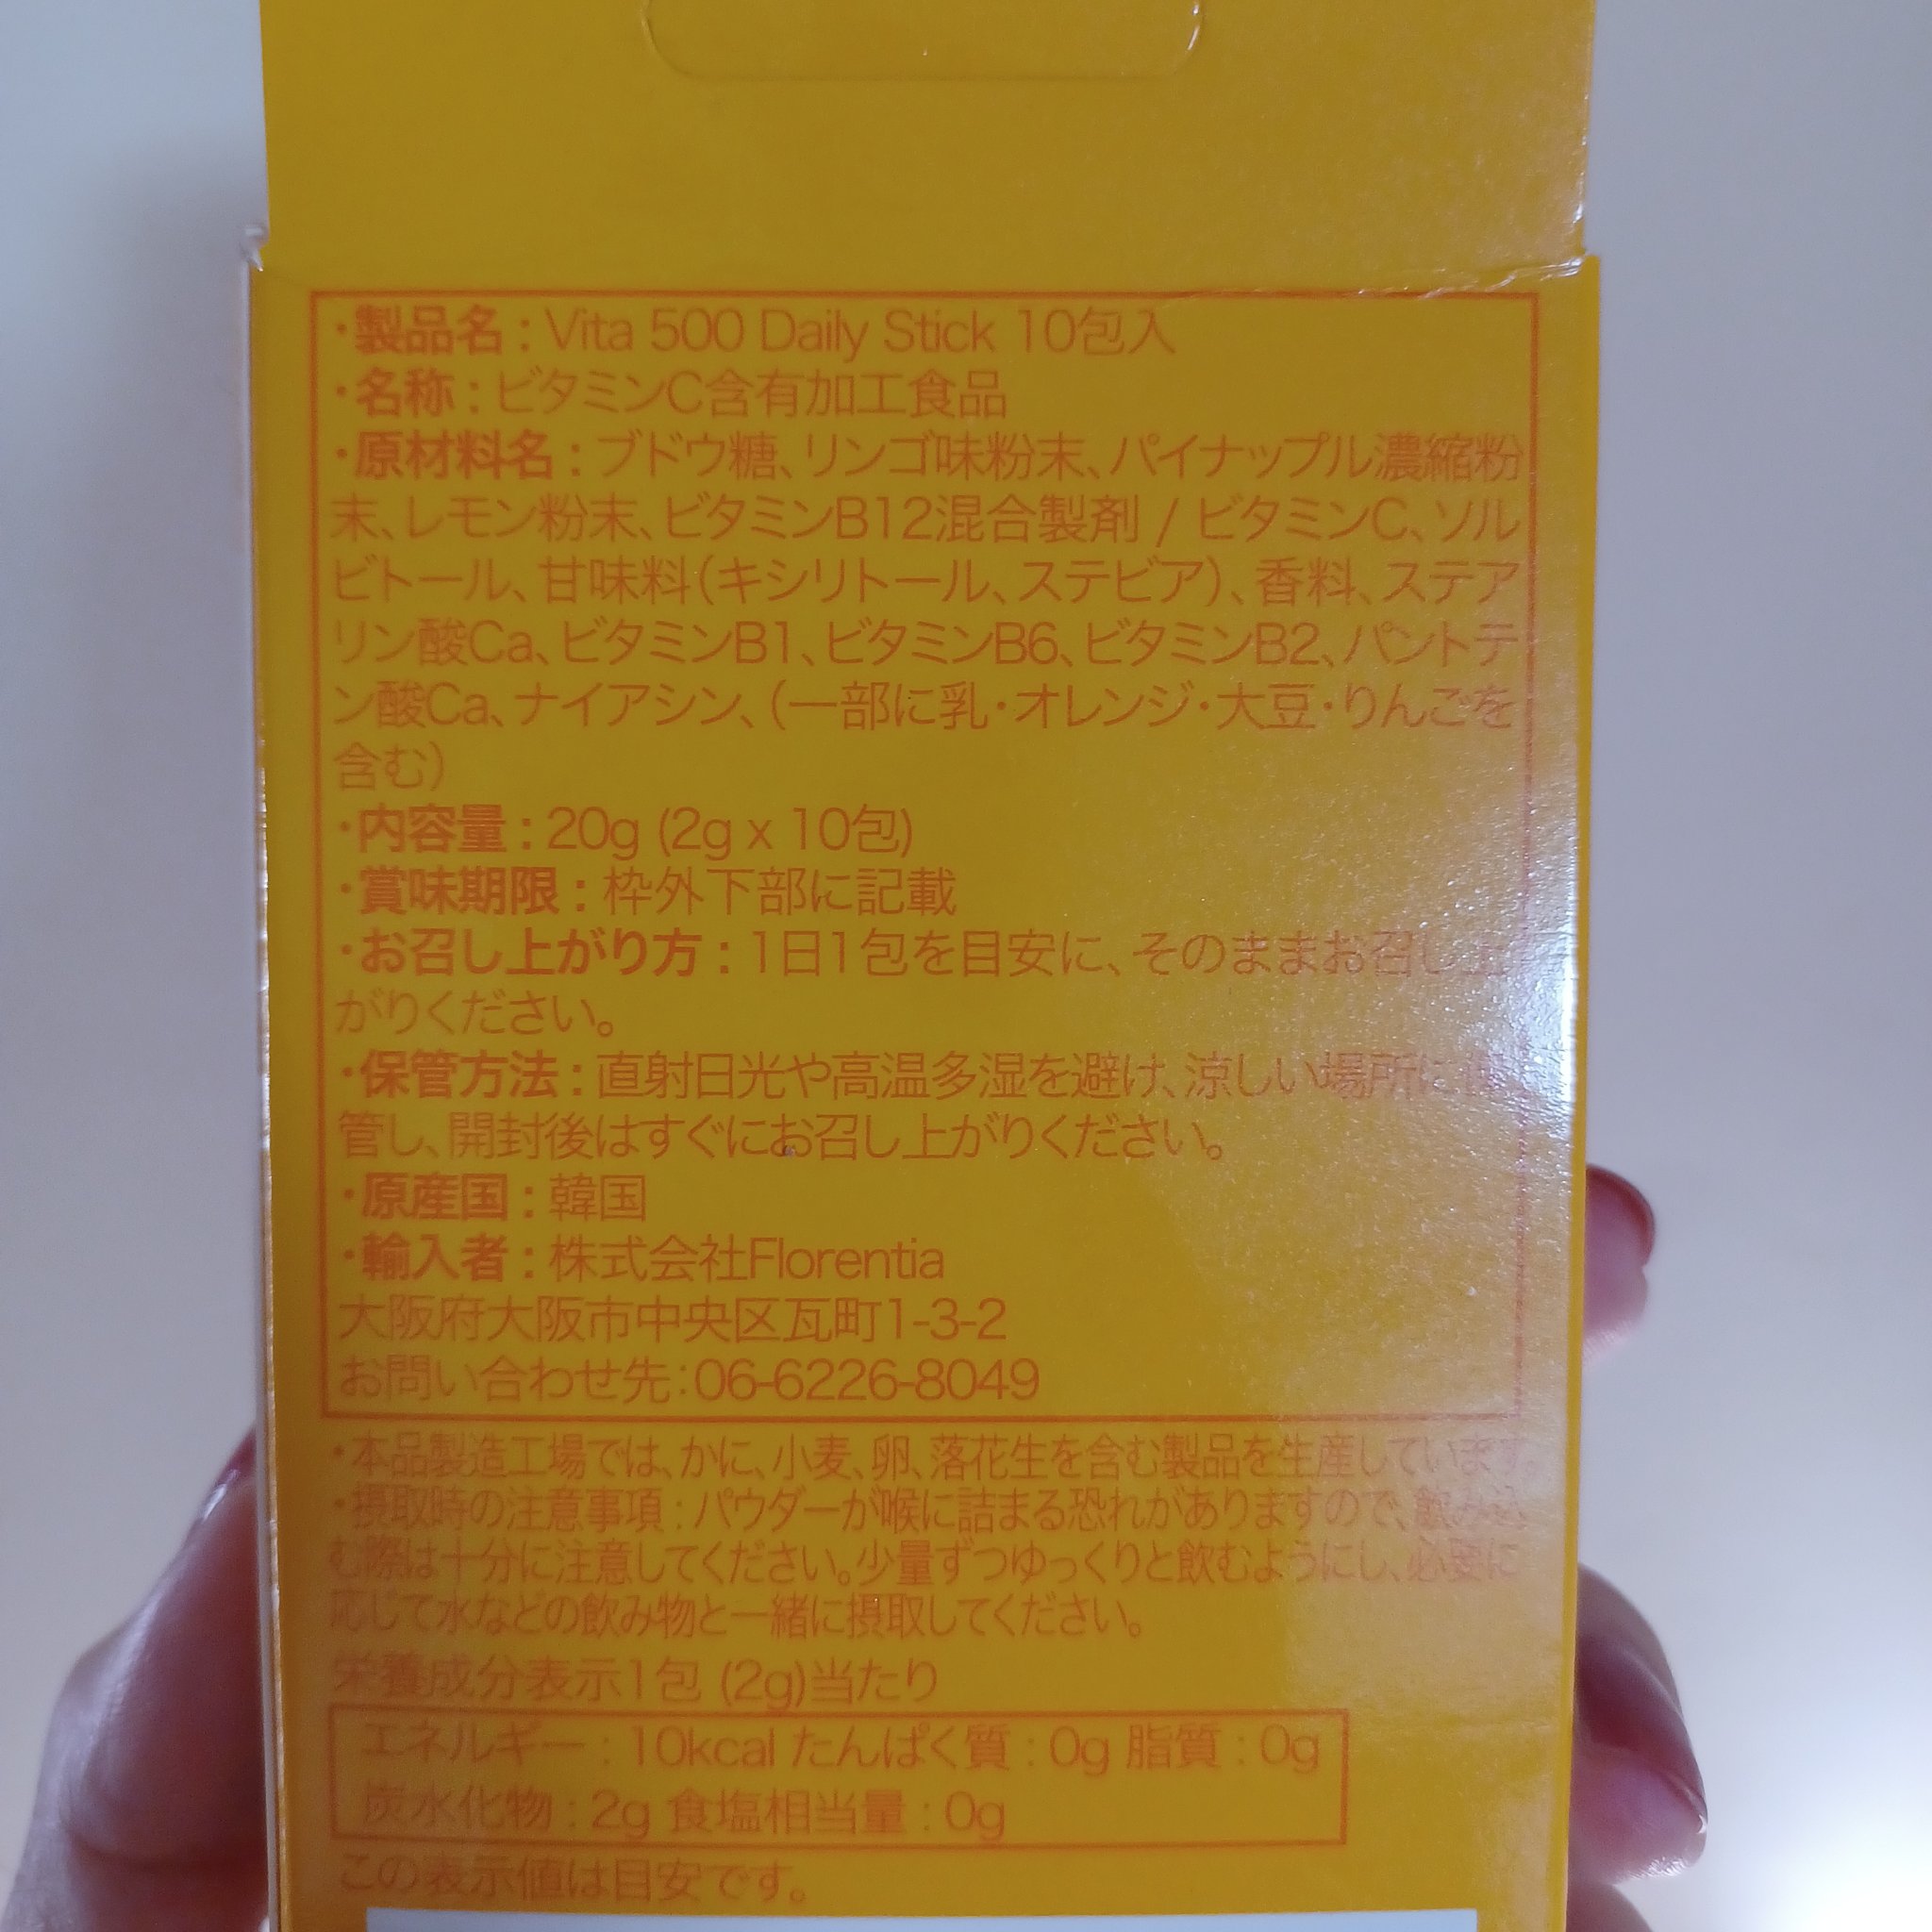 ・製品名：Vita 500 Daily Stick 10包入
・名称：ビタミンC含有加工食品
・原材料名：ブドウ糖、リンゴ味粉末、パイナップル濃縮粉
末、レモン粉末、ビタミンB12混合製剤 / ビタミンC、ソル
ビトール、甘味料（キシリトール、ステビア）、香料、ステア
リン酸Ca、ビタミンB1、ビタミンB6、ビタミンB2、パントテ
ン酸Ca、ナイアシン、（一部に乳・オレンジ・大豆・りんごを
含む）
・内容量：20g (2g x 10包)
・賞味期限：枠外下部に記載
・お召し上がり方：1日1包を目安に、そのままお召し上
がりください。
・保管方法：直射日光や高温多湿を避け、涼しい場所に保
管し、開封後はすぐにお召し上がりください。
・原産国：韓国
・輸入者：株式会社Florentia
大阪府大阪市中央区瓦町1-3-2
お問い合わせ先：06-6226-8049
・本品製造工場では、かに、小麦、卵、落花生を含む製品を生産しています。
・摂取時の注意事項：パウダーが喉に詰まる恐れがありますので、飲み込
む際は十分に注意してください。少量ずつゆっくりと飲むようにし、必要に
応じて水などの飲み物と一緒に摂取してください。
栄養成分表示1包 (2g)当たり
エネルギー：10kcal たんぱく質：0g 脂質：0g
炭水化物：2g 食塩相当量：0g
この表示値は目安です。